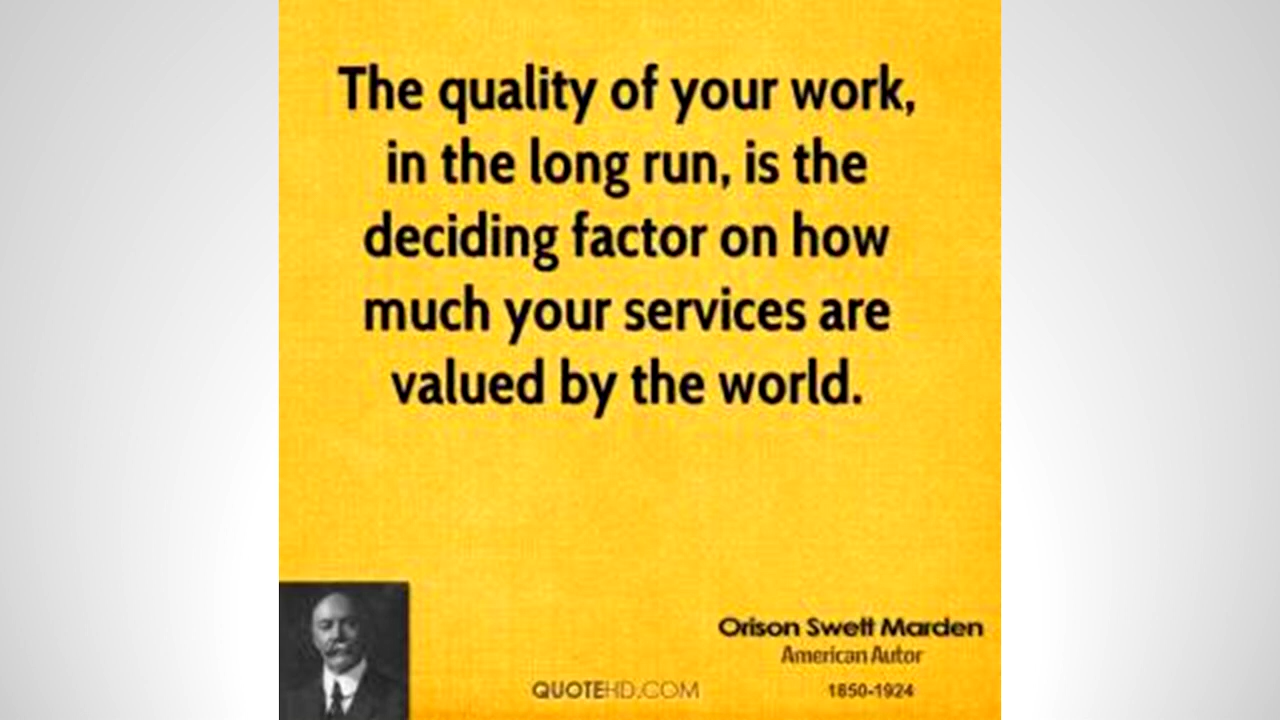 The quality of your work,
in the long run, is the
deciding factor on how
much your services are
valued by the world.
Orison Swett Marden
American Autor
QUOTEHD.COM
1850-1924